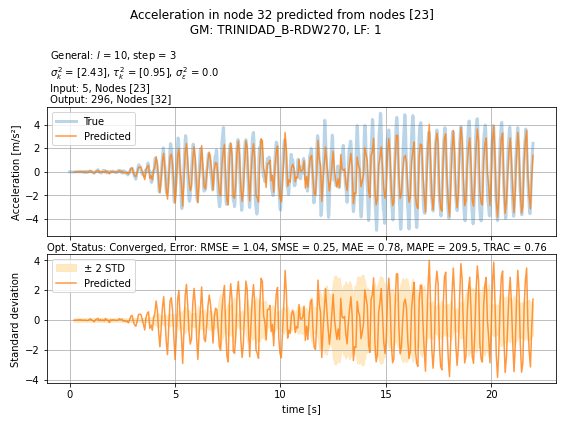 Acceleration in node 32 predicted from nodes [23]
GM: TRINIDAD_B-RDW270, LF: 1
General: l = 10, step = 3
σ²ₖ = [2.43], τ²ₖ = [0.95], σ²ε = 0.0
Input: 5, Nodes [23]
Output: 296, Nodes [32]
Acceleration [m/s²]
4
2
0
−2
−4
True
Predicted
Opt. Status: Converged, Error: RMSE = 1.04, SMSE = 0.25, MAE = 0.78, MAPE = 209.5, TRAC = 0.76
Standard deviation
4
2
0
−2
−4
± 2 STD
Predicted
0 5 10 15 20
time [s]